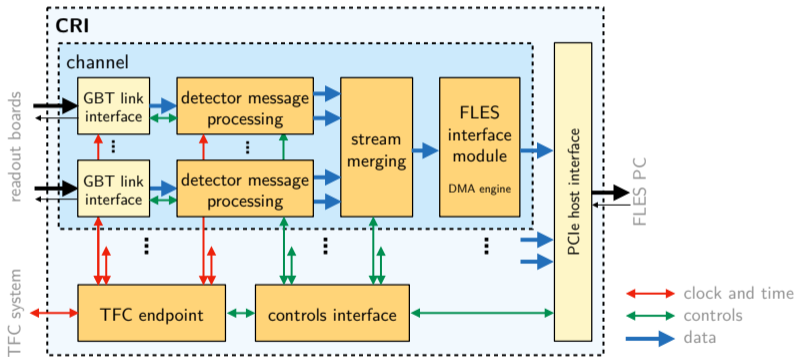 CRI
channel
GBT link
interface
detector message
processing
GBT link
interface
detector message
processing
stream
merging
FLES
interface
module
DMA engine
PCIe host interface
readout boards
FLES PC
TFC system
TFC endpoint
controls interface
clock and time
controls
data